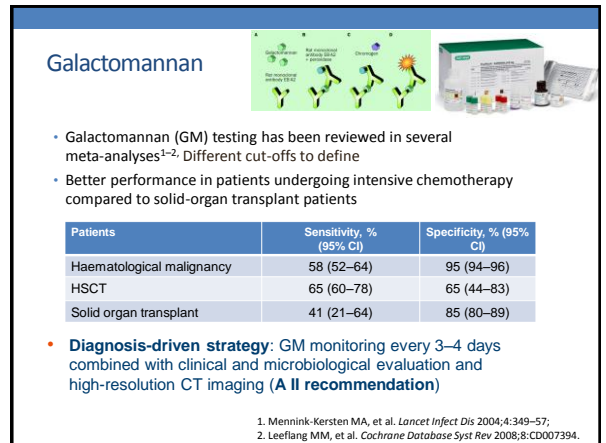 Galactomannan
A
B
C
D
Galactomannan
Rat monoclonal
antibody EBA2
+ peroxidase
Chromogen
Rat monoclonal
antibody EBA2
• Galactomannan (GM) testing has been reviewed in several
meta-analyses1–2, Different cut-offs to define
• Better performance in patients undergoing intensive chemotherapy
compared to solid-organ transplant patients
Patients Sensitivity, % Specificity, % (95%
(95% CI) CI)
Haematological malignancy 58 (52–64) 95 (94–96)
HSCT 65 (60–78) 65 (44–83)
Solid organ transplant 41 (21–64) 85 (80–89)
• Diagnosis-driven strategy: GM monitoring every 3–4 days
combined with clinical and microbiological evaluation and
high-resolution CT imaging (A II recommendation)
1. Mennink-Kersten MA, et al. Lancet Infect Dis 2004;4:349–57;
2. Leeflang MM, et al. Cochrane Database Syst Rev 2008;8:CD007394.